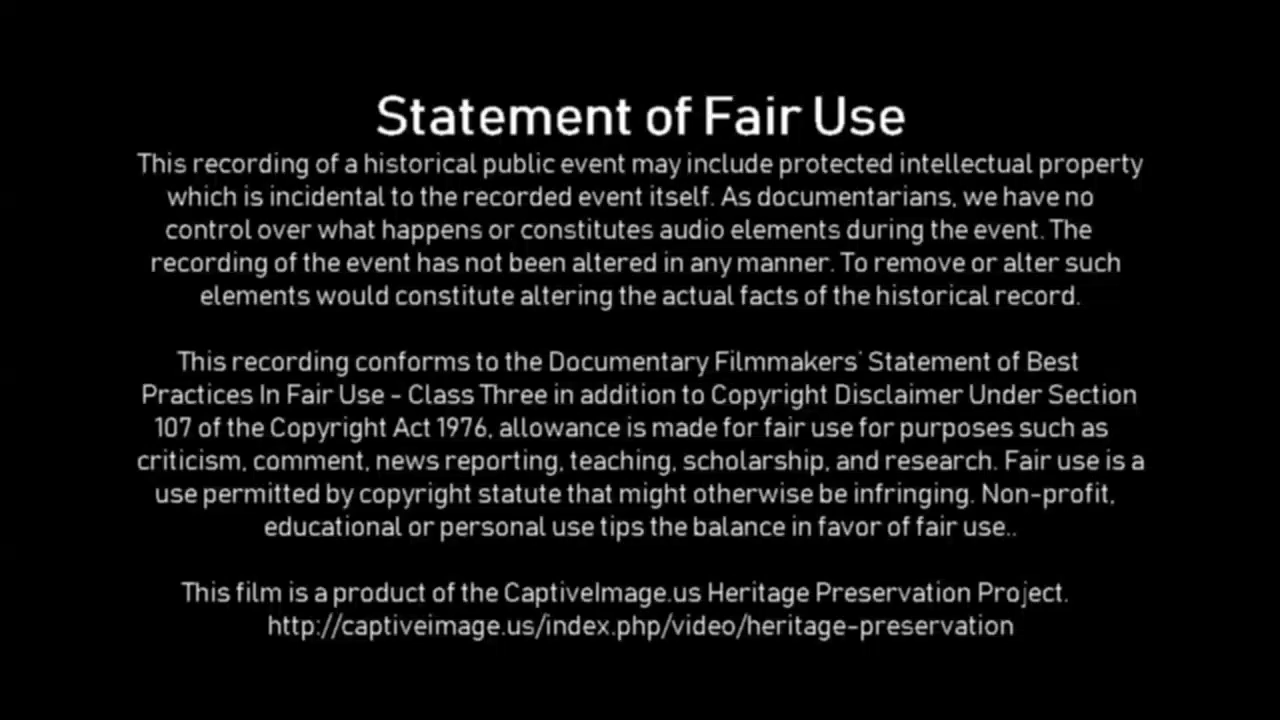 Statement of Fair Use
This recording of a historical public event may include protected intellectual property
which is incidental to the recorded event itself. As documentarians, we have no
control over what happens or constitutes audio elements during the event. The
recording of the event has not been altered in any manner. To remove or alter such
elements would constitute altering the actual facts of the historical record.
This recording conforms to the Documentary Filmmakers' Statement of Best
Practices In Fair Use - Class Three in addition to Copyright Disclaimer Under Section
107 of the Copyright Act 1976, allowance is made for fair use for purposes such as
criticism, comment, news reporting, teaching, scholarship, and research. Fair use is a
use permitted by copyright statute that might otherwise be infringing. Non-profit,
educational or personal use tips the balance in favor of fair use..
This film is a product of the CaptiveImage.us Heritage Preservation Project.
http://captiveimage.us/index.php/video/heritage-preservation